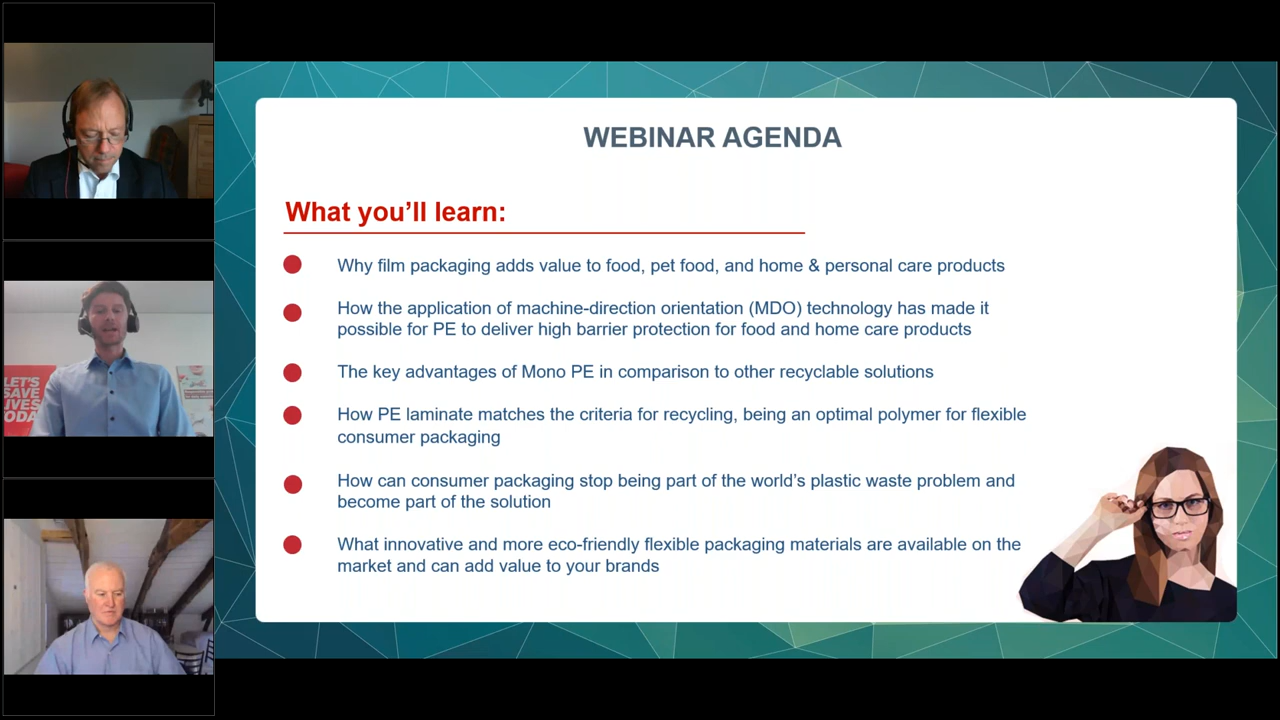 WEBINAR AGENDA
What you’ll learn:
Why film packaging adds value to food, pet food, and home & personal care products
How the application of machine-direction orientation (MDO) technology has made it
possible for PE to deliver high barrier protection for food and home care products
The key advantages of Mono PE in comparison to other recyclable solutions
How PE laminate matches the criteria for recycling, being an optimal polymer for flexible
consumer packaging
How can consumer packaging stop being part of the world’s plastic waste problem and
become part of the solution
What innovative and more eco-friendly flexible packaging materials are available on the
market and can add value to your brands
LET'S
SAVE
LIVES